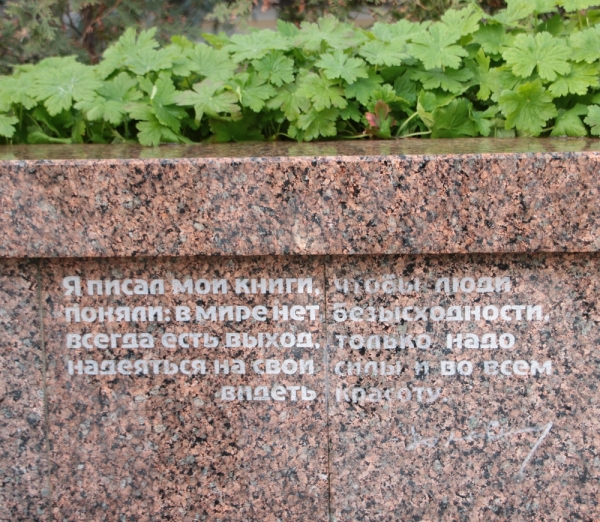 Я писал мои книги, чтобы люди
поняли: в мире нет безысходности,
всегда есть выход, только надо
надеяться на свои силы и во всем
видеть красоту.